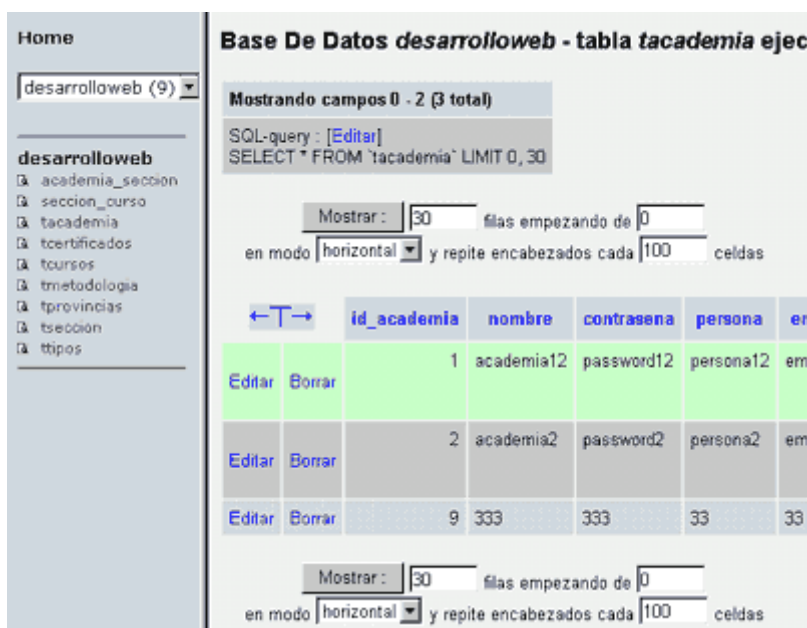 Home
desarrolloweb (9)
desarrolloweb
academia_seccion
seccion_curso
tacademia
tcertificados
tcursos
tmetodologia
tprovincias
tseccion
ttipos
Base De Datos desarrolloweb - tabla tacademia ejec
Mostrando campos 0 - 2 (3 total)
SQL-query : [Editar]
SELECT * FROM `tacademia` LIMIT 0, 30
Mostrar : 30 filas empezando de 0
en modo horizontal y repite encabezados cada 100 celdas
←T→ id_academia nombre contrasena persona en
Editar Borrar 1 academia12 password12 persona12 em
Editar Borrar 2 academia2 password2 persona2 em
Editar Borrar 9 333 333 33 33
Mostrar : 30 filas empezando de 0
en modo horizontal y repite encabezados cada 100 celdas